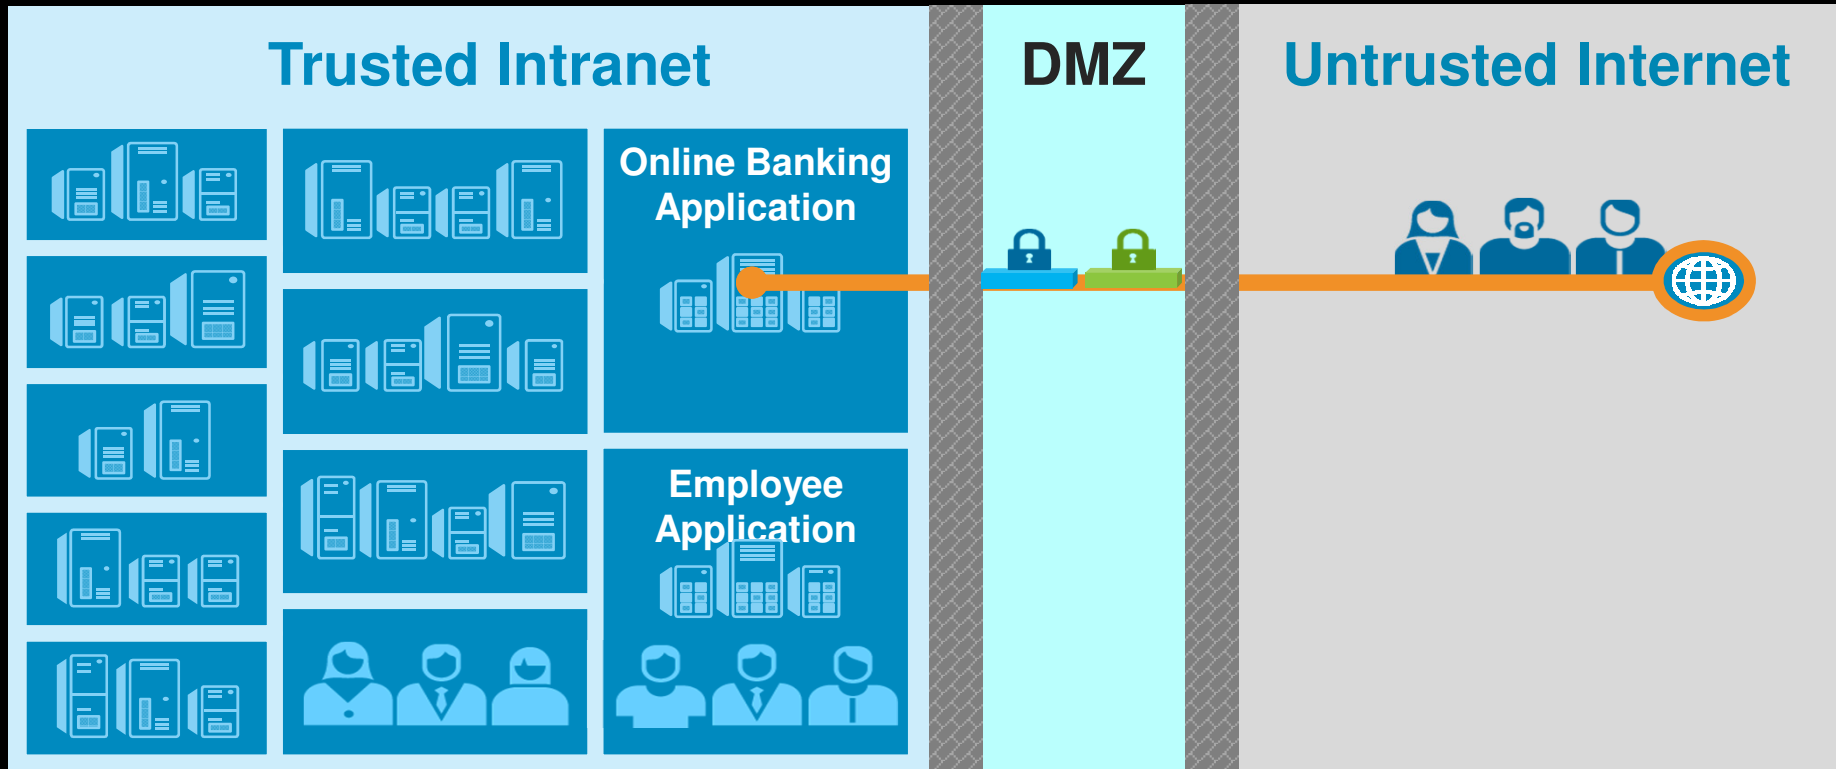 Trusted Intranet
DMZ
Untrusted Internet
Online Banking
Application
Employee
Application